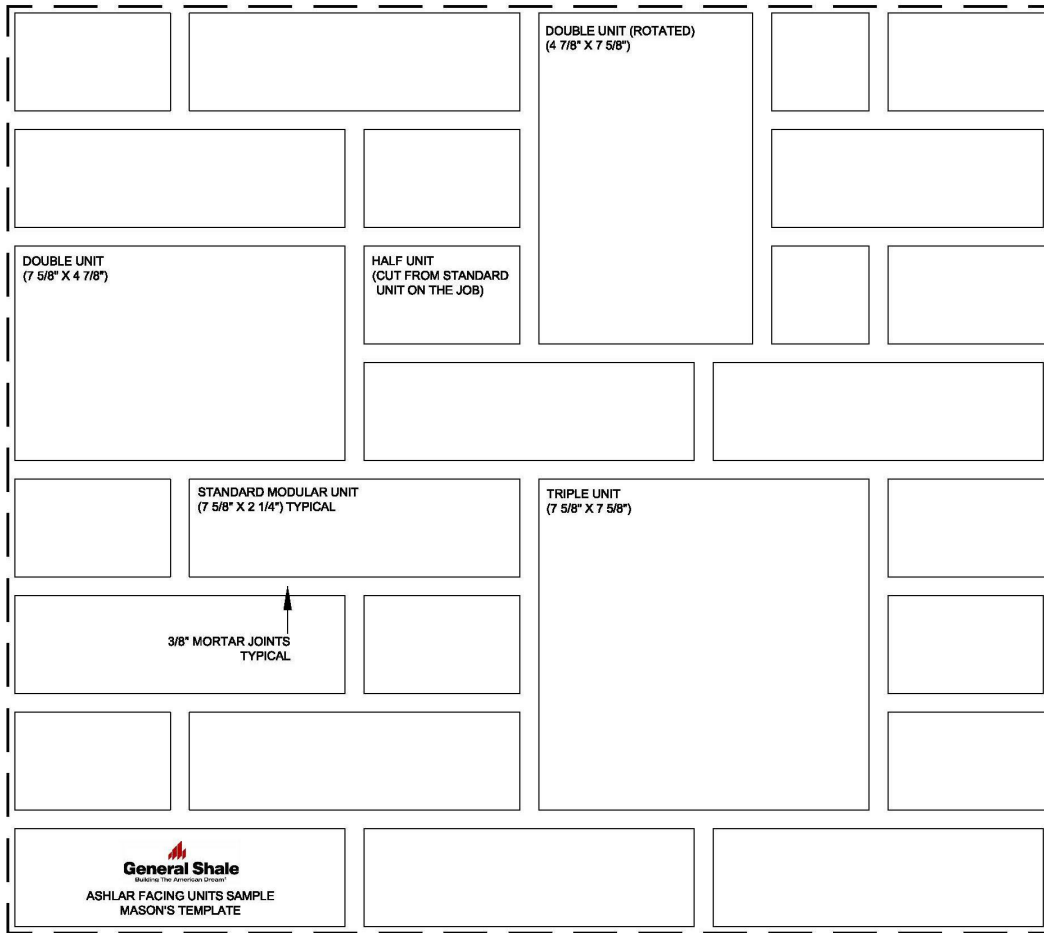 DOUBLE UNIT (ROTATED)
(4 7/8" X 7 5/8")
DOUBLE UNIT
(7 5/8" X 4 7/8")
HALF UNIT
(CUT FROM STANDARD
UNIT ON THE JOB)
STANDARD MODULAR UNIT
(7 5/8" X 2 1/4") TYPICAL
TRIPLE UNIT
(7 5/8" X 7 5/8")
3/8" MORTAR JOINTS
TYPICAL
General Shale
Building The American Dream®
ASHLAR FACING UNITS SAMPLE
MASON'S TEMPLATE